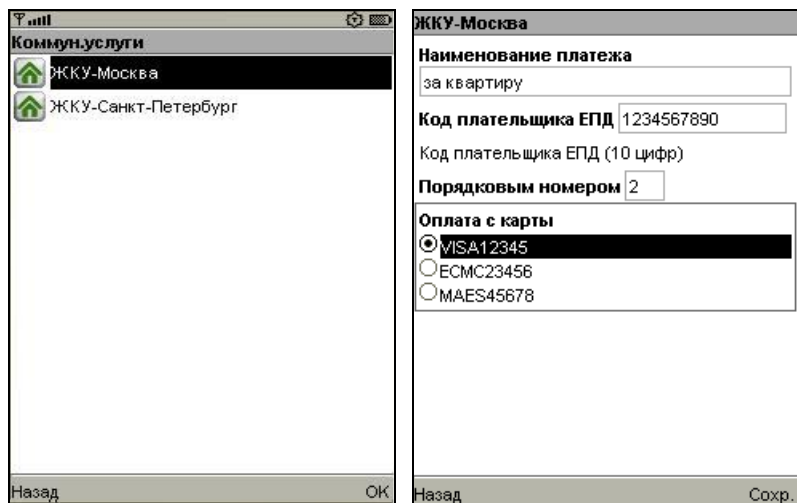 Коммун.услуги
ЖКУ-Москва
ЖКУ-Санкт-Петербург
Назад
OK
ЖКУ-Москва
Наименование платежа
за квартиру
Код плательщика ЕПД 1234567890
Код плательщика ЕПД (10 цифр)
Порядковым номером 2
Оплата с карты
VISA12345
ECMC23456
MAES45678
Назад
Сохр.